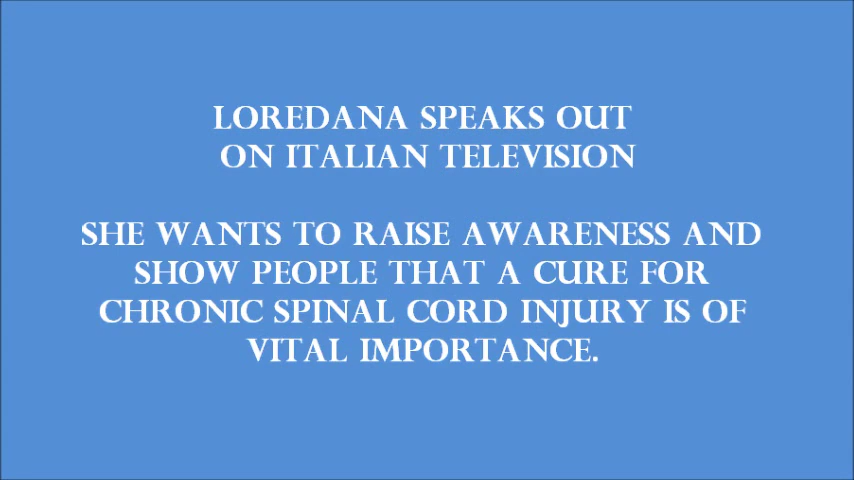 LOREDANA SPEAKS OUT
ON ITALIAN TELEVISION
SHE WANTS TO RAISE AWARENESS AND
SHOW PEOPLE THAT A CURE FOR
CHRONIC SPINAL CORD INJURY IS OF
VITAL IMPORTANCE.